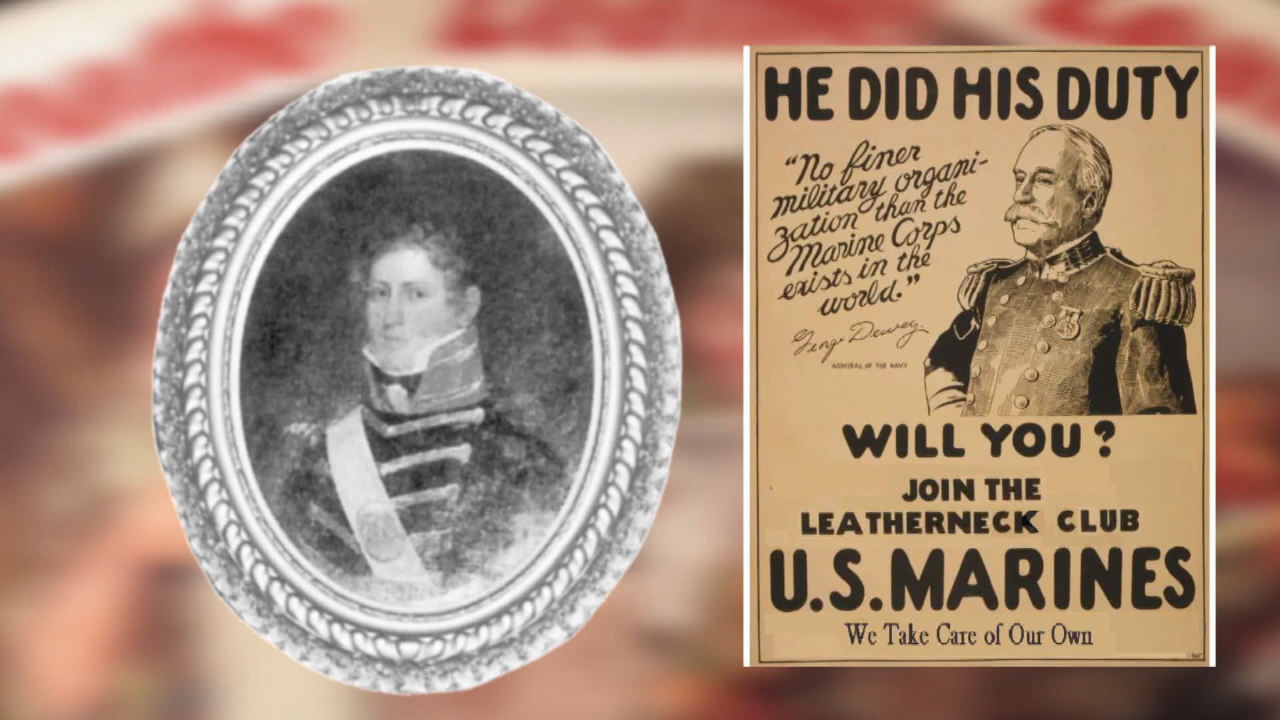 HE DID HIS DUTY
“No finer
military organi-
zation than the
Marine Corps
exists in the
world.”
George Dewey.
ADMIRAL OF THE NAVY
WILL YOU?
JOIN THE
LEATHERNECK CLUB
U.S. MARINES
We Take Care of Our Own